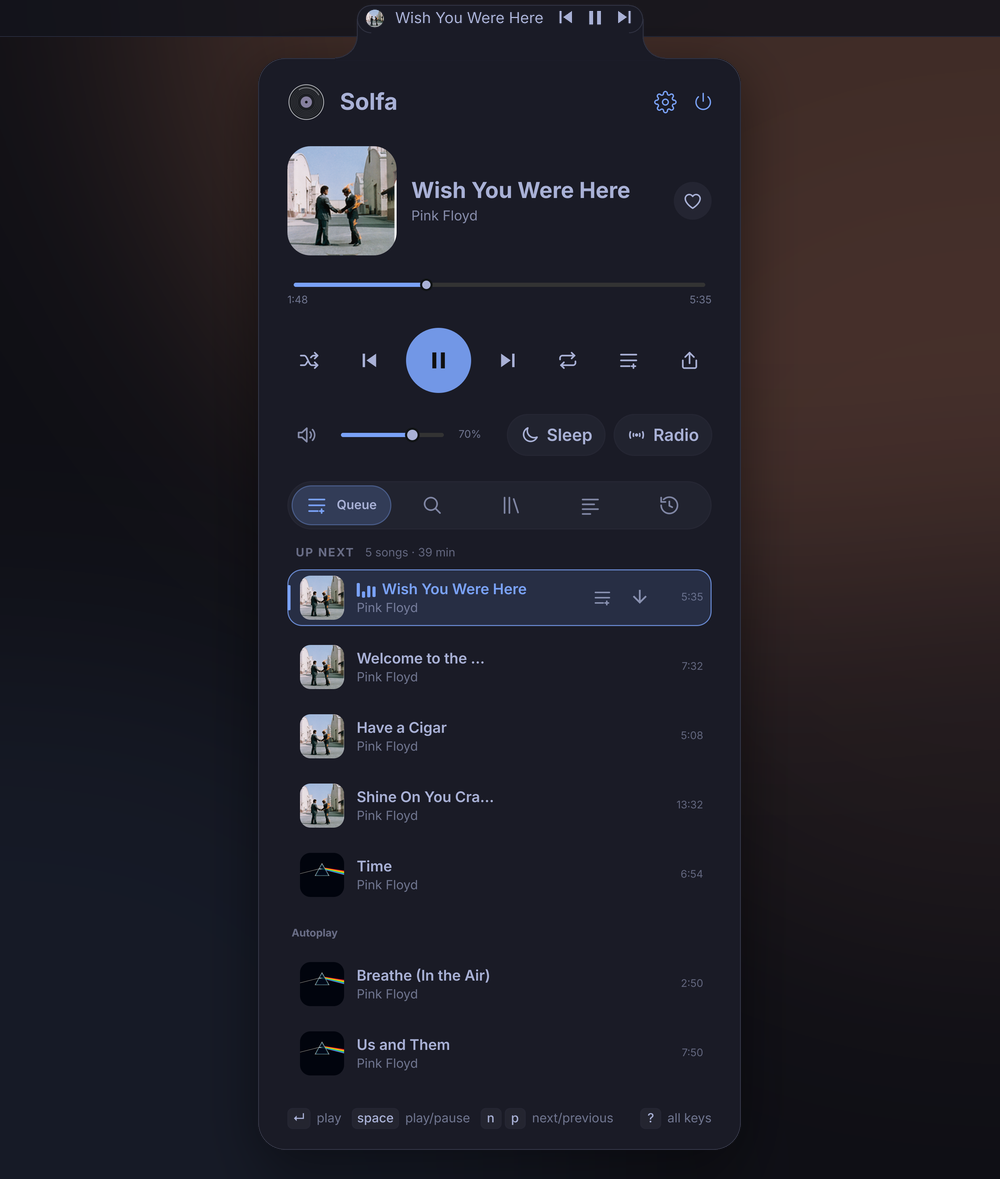 Wish You Were Here
Solfa
Wish You Were Here
Pink Floyd
1:48 5:35
70% Sleep Radio
Queue
UP NEXT 5 songs · 39 min
Wish You Were Here
Pink Floyd
5:35
Welcome to the ...
Pink Floyd
7:32
Have a Cigar
Pink Floyd
5:08
Shine On You Cra...
Pink Floyd
13:32
Time
Pink Floyd
6:54
Autoplay
Breathe (In the Air)
Pink Floyd
2:50
Us and Them
Pink Floyd
7:50
↵ play space play/pause n p next/previous ? all keys